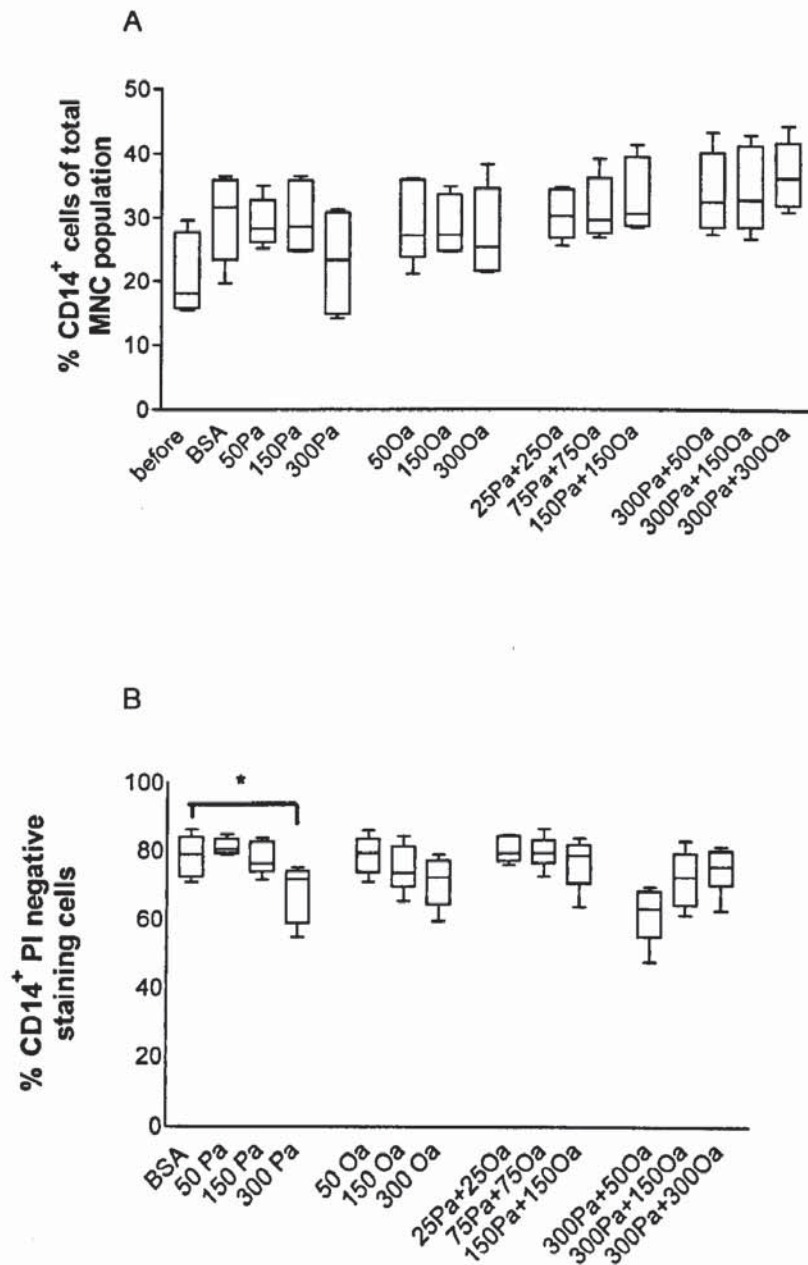 A
% CD14⁺ cells of total
MNC population
50
40
30
20
10
0
before
BSA
50Pa
150Pa
300Pa
50Oa
150Oa
300Oa
25Pa+25Oa
75Pa+75Oa
150Pa+150Oa
300Pa+50Oa
300Pa+150Oa
300Pa+300Oa
B
% CD14⁺ PI negative
staining cells
100
80
60
40
20
0
*
BSA
50 Pa
150 Pa
300 Pa
50 Oa
150 Oa
300 Oa
25Pa+25Oa
75Pa+75Oa
150Pa+150Oa
300Pa+50Oa
300Pa+150Oa
300Pa+300Oa